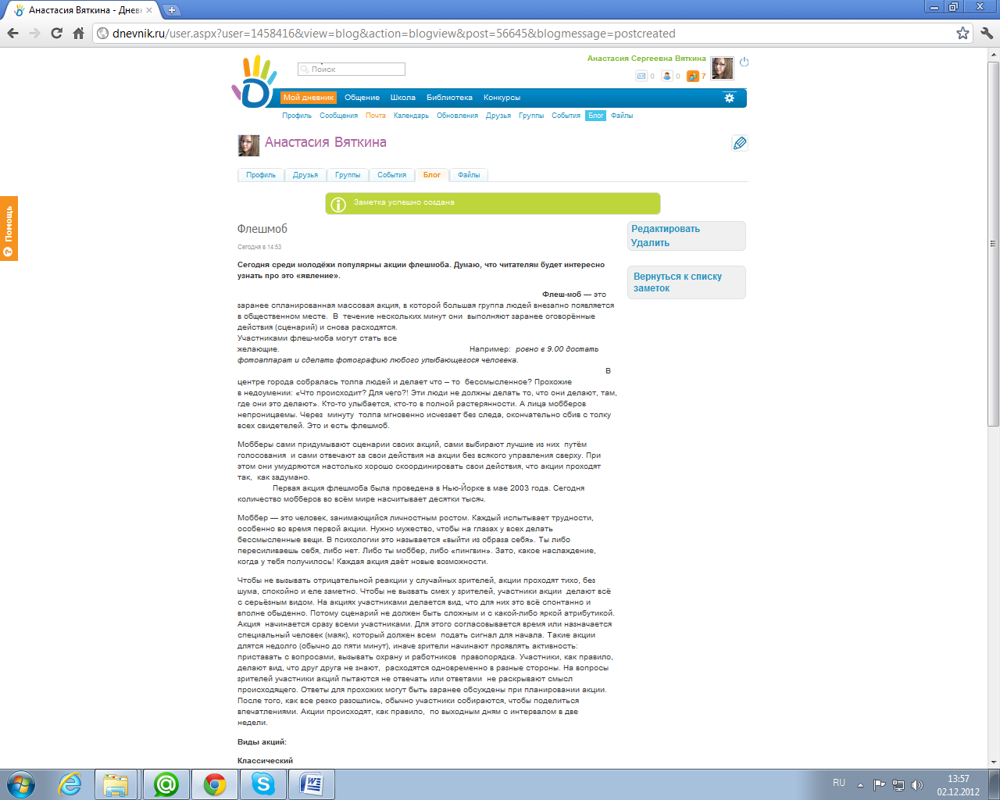 Анастасия Вяткина - Днев
dnevnik.ru/user.aspx?user=1458416&view=blog&action=blogview&post=56645&blogmessage=postcreated
Поиск
Анастасия Сергеевна Вяткина
0 0 7
Мой дневник Общение Школа Библиотека Конкурсы
Профиль Сообщения Почта Календарь Обновления Друзья Группы События Блог Файлы
Анастасия Вяткина
Профиль Друзья Группы События Блог Файлы
Помощь
Заметка успешно создана
Флешмоб
Сегодня в 14:53
Редактировать
Удалить
Вернуться к списку
заметок
Сегодня среди молодёжи популярны акции флешмоба. Думаю, что читателям будет интересно
узнать про это «явление».
Флеш-моб — это
заранее спланированная массовая акция, в которой большая группа людей внезапно появляется
в общественном месте. В течение нескольких минут они выполняют заранее оговорённые
действия (сценарий) и снова расходятся.
Участниками флеш-моба могут стать все
желающие. Например: ровно в 9.00 достать
фотоаппарат и сделать фотографию любого улыбающегося человека.
В
центре города собралась толпа людей и делает что – то бессмысленное? Прохожие
в недоумении: «Что происходит? Для чего?! Эти люди не должны делать то, что они делают, там,
где они это делают». Кто-то улыбается, кто-то в полной растерянности. А лица мобберов
непроницаемы. Через минуту толпа мгновенно исчезает без следа, окончательно сбив с толку
всех свидетелей. Это и есть флешмоб.
Мобберы сами придумывают сценарии своих акций, сами выбирают лучшие из них путём
голосования и сами отвечают за свои действия на акции без всякого управления сверху. При
этом они умудряются настолько хорошо скоординировать свои действия, что акции проходят
так, как задумано.
Первая акция флешмоба была проведена в Нью-Йорке в мае 2003 года. Сегодня
количество мобберов во всём мире насчитывает десятки тысяч.
Моббер — это человек, занимающийся личностным ростом. Каждый испытывает трудности,
особенно во время первой акции. Нужно мужество, чтобы на глазах у всех делать
бессмысленные вещи. В психологии это называется «выйти из образа себя». Ты либо
пересиливаешь себя, либо нет. Либо ты моббер, либо «пингвин». Зато, какое наслаждение,
когда у тебя получилось! Каждая акция даёт новые возможности.
Чтобы не вызывать отрицательной реакции у случайных зрителей, акции проходят тихо, без
шума, спокойно и еле заметно. Чтобы не вызвать смех у зрителей, участники акции делают всё
с серьёзным видом. На акциях участниками делается вид, что для них это всё спонтанно и
вполне обыденно. Потому сценарий не должен быть сложным и с какой-либо яркой атрибутикой.
Акция начинается сразу всеми участниками. Для этого согласовывается время или назначается
специальный человек (маяк), который должен всем подать сигнал для начала. Такие акции
длятся недолго (обычно до пяти минут), иначе зрители начинают проявлять активность:
приставать с вопросами, вызывать охрану и работников правопорядка. Участники, как правило,
делают вид, что друг друга не знают, расходятся одновременно в разные стороны. На вопросы
зрителей участники акций пытаются не отвечать или ответами не раскрывают смысл
происходящего. Ответы для прохожих могут быть заранее обсуждены при планировании акции.
После того, как все резко разошлись, обычно участники собираются, чтобы поделиться
впечатлениями. Акции происходят, как правило, по выходным дням с интервалом в две
недели.
Виды акций:
Классический
RU
13:57
02.12.2012